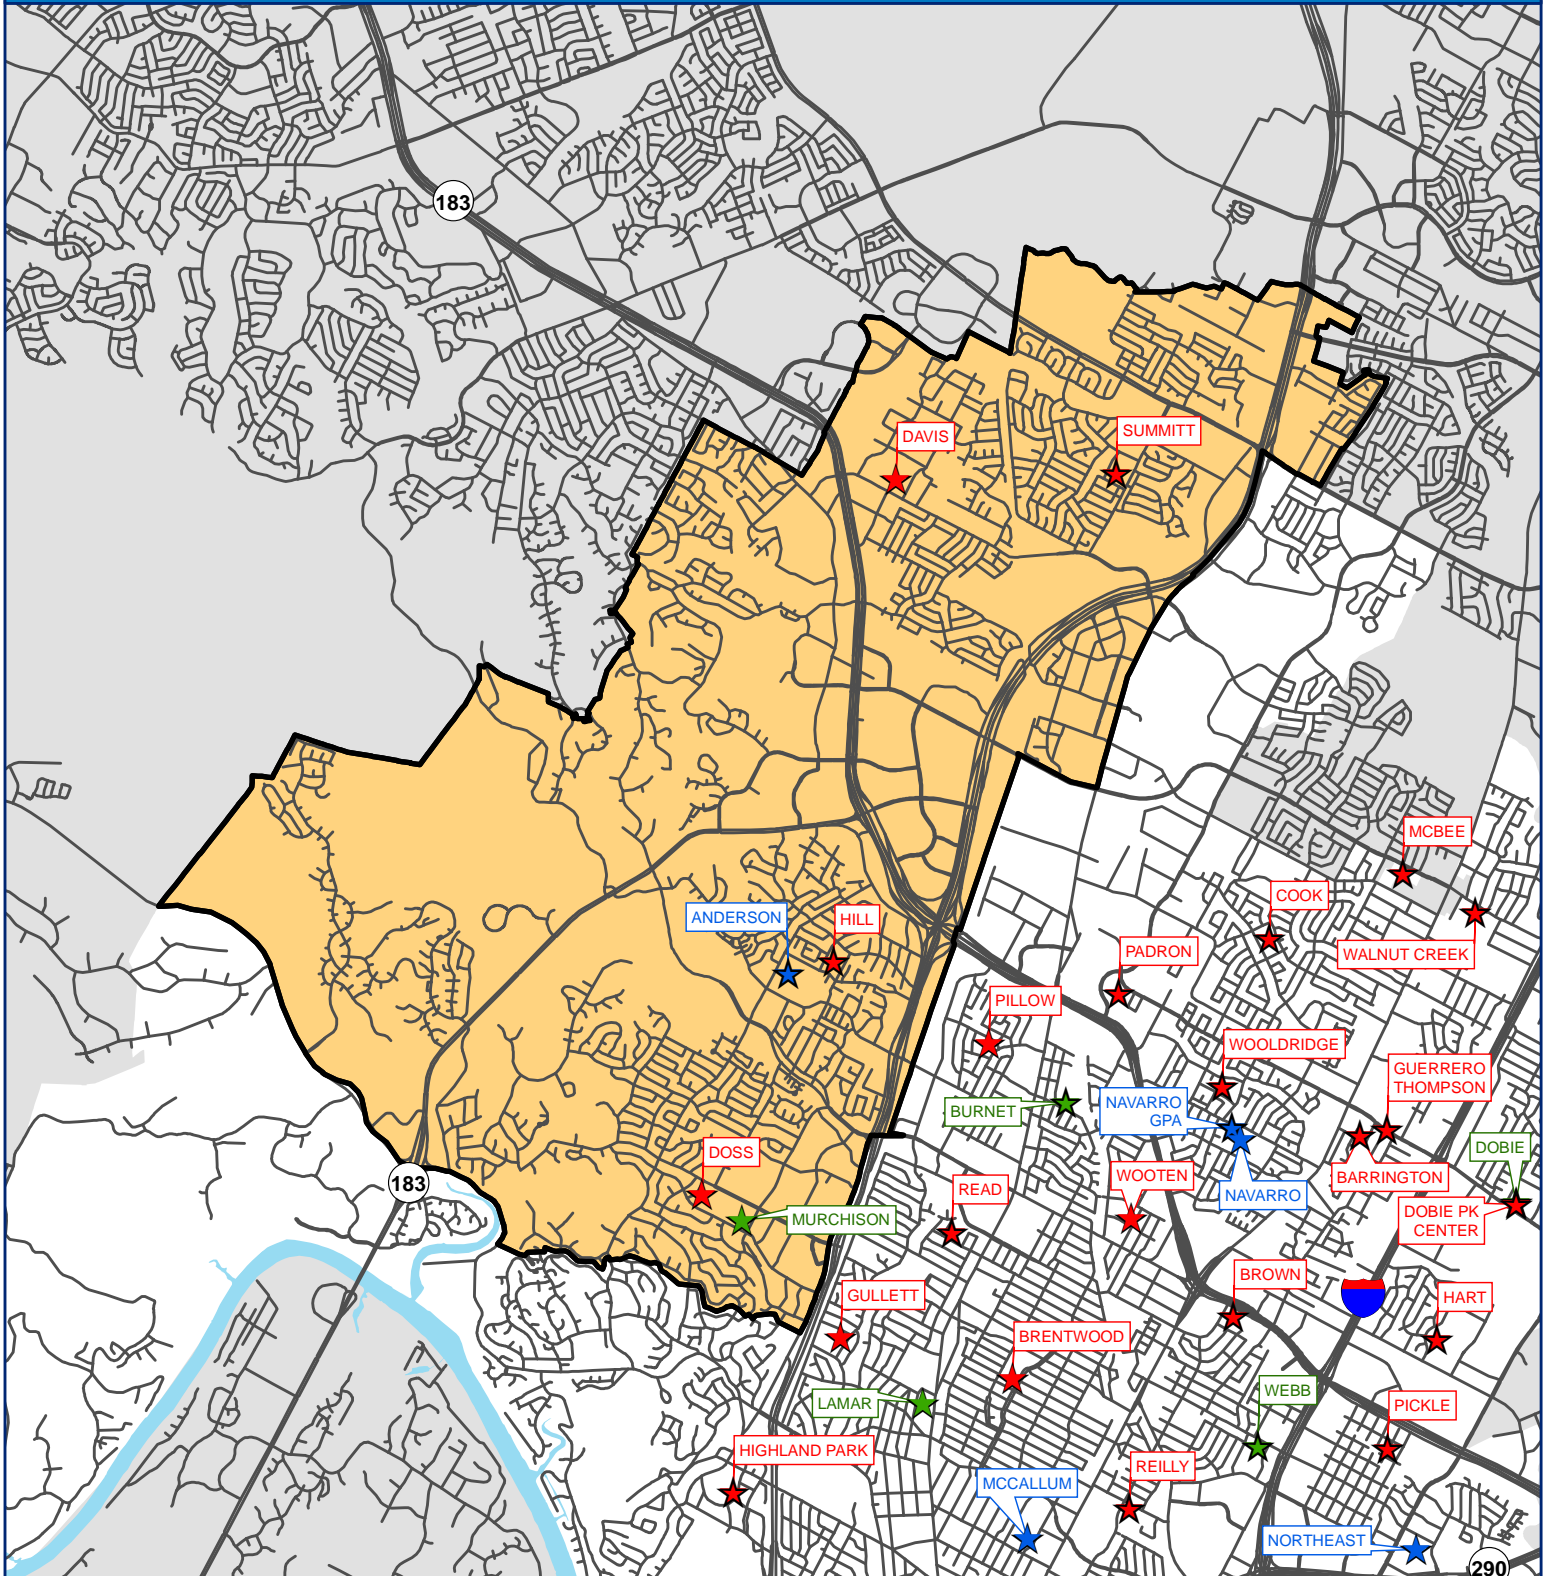 183
DAVIS
SUMMITT
MCBEE
COOK
ANDERSON
HILL
WALNUT CREEK
PADRON
PILLOW
WOOLDRIDGE
GUERRERO
THOMPSON
BURNET
NAVARRO
GPA
DOBIE
DOSS
WOOTEN
BARRINGTON
183
READ
NAVARRO
MURCHISON
DOBIE PK
CENTER
BROWN
GULLETT
HART
BRENTWOOD
WEBB
LAMAR
PICKLE
HIGHLAND PARK
REILLY
MCCALLUM
NORTHEAST
290